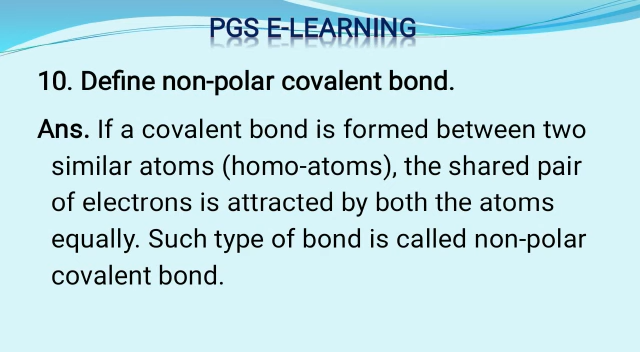 PGS E-LEARNING
10. Define non-polar covalent bond.
Ans. If a covalent bond is formed between two
similar atoms (homo-atoms), the shared pair
of electrons is attracted by both the atoms
equally. Such type of bond is called non-polar
covalent bond.